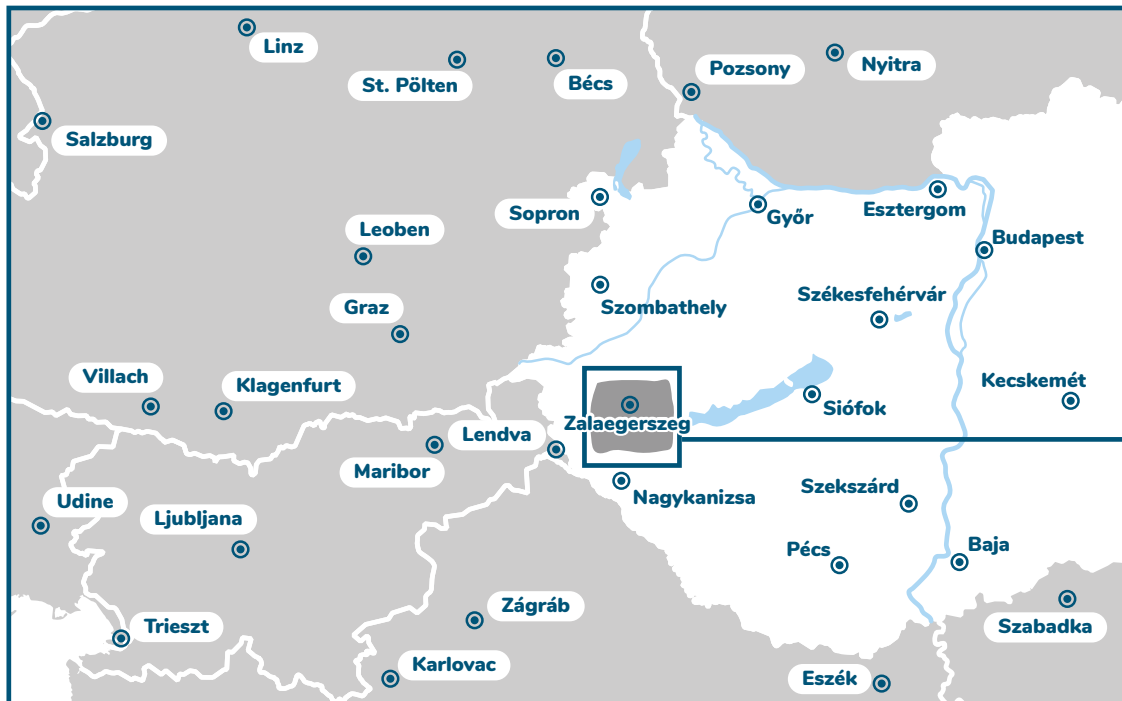 Linz
St. Pölten
Bécs
Pozsony
Nyitra
Salzburg
Sopron
Győr
Esztergom
Leoben
Budapest
Graz
Szombathely
Székesfehérvár
Villach
Klagenfurt
Zalaegerszeg
Siófok
Kecskemét
Lendva
Maribor
Nagykanizsa
Szekszárd
Udine
Ljubljana
Pécs
Baja
Trieszt
Zágráb
Szabadka
Karlovac
Eszék